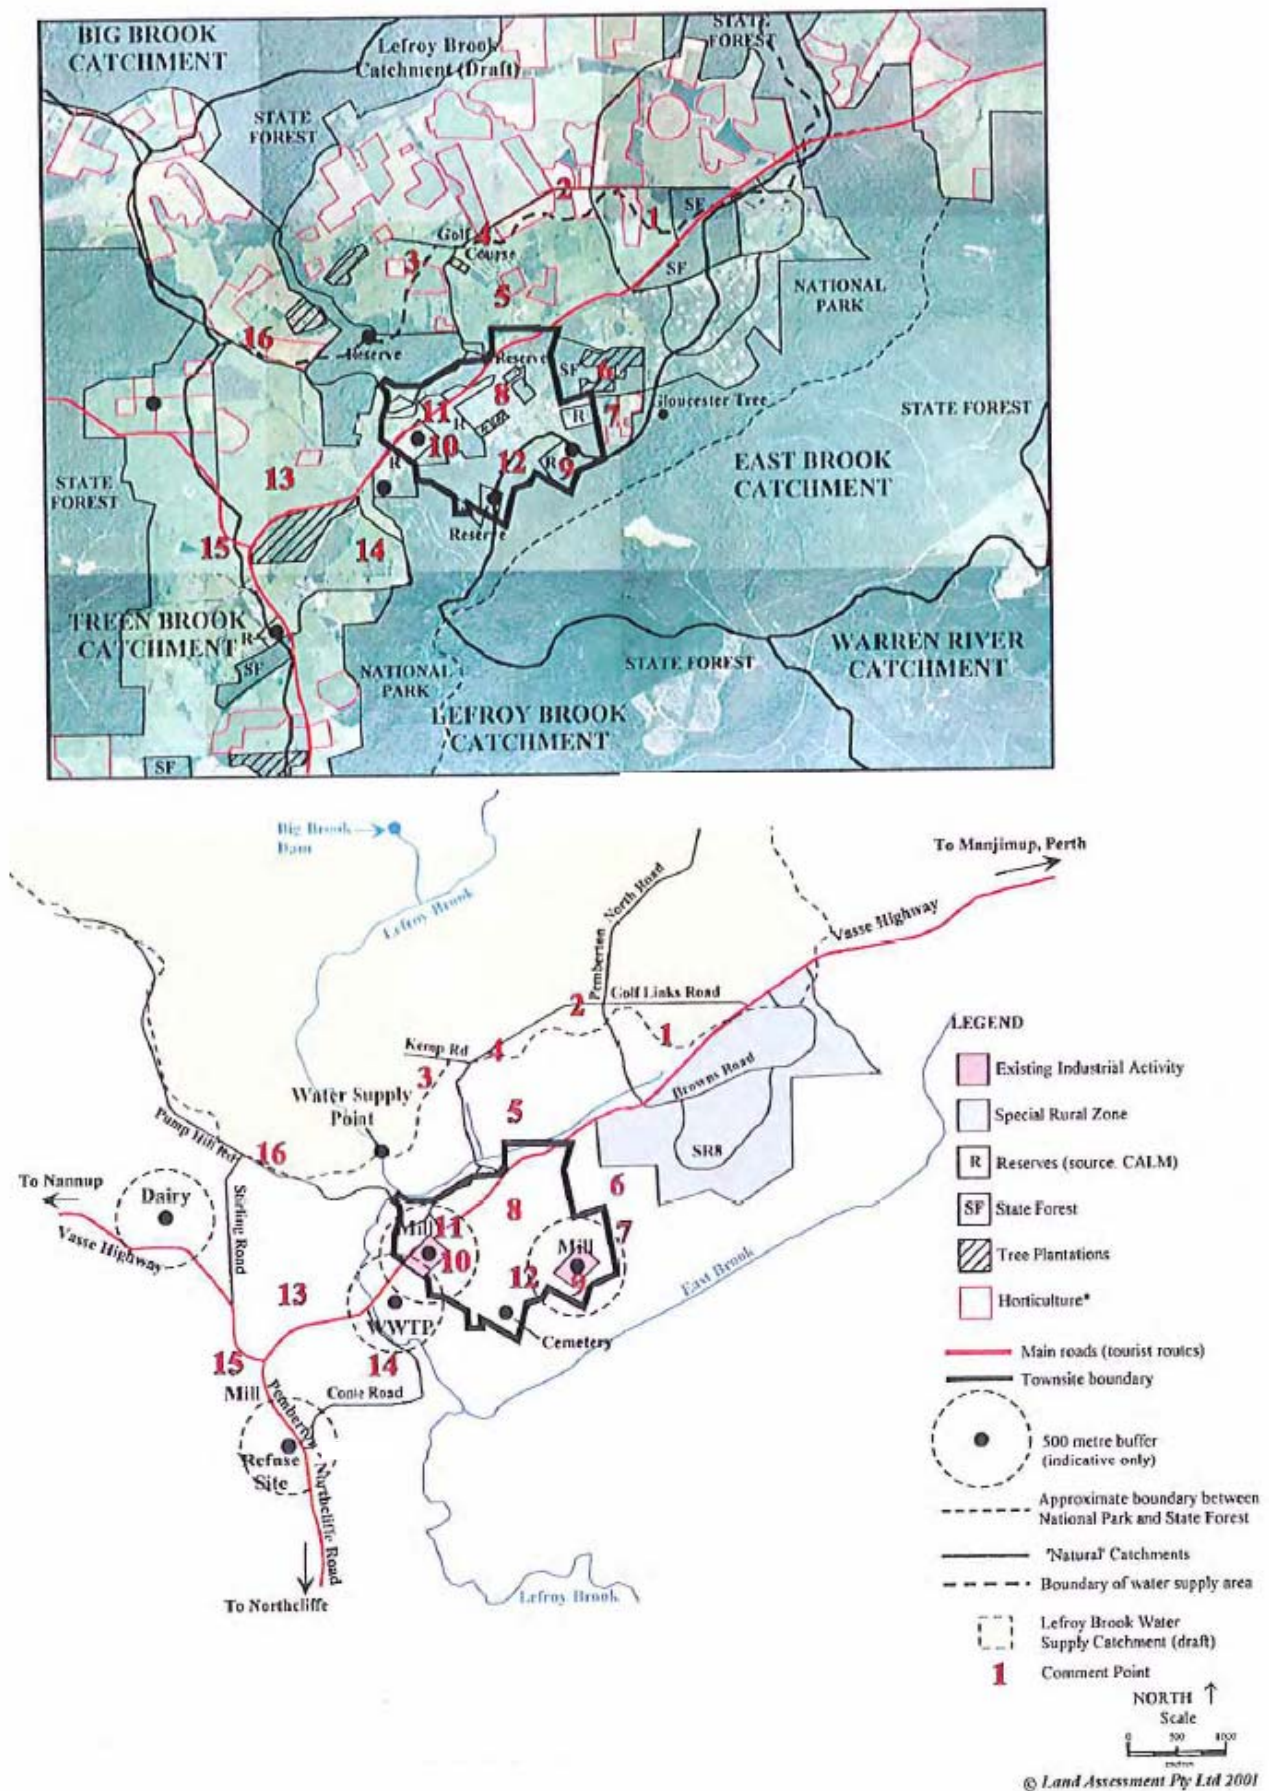 BIG BROOK
CATCHMENT
Lefroy Brook
Catchment (Draft)
STATE
FOREST
STATE
FOREST
2
SF
1
Golf
4
Course
3
SF
5
NATIONAL
PARK
16
Reserve
Reserve
SF
6
8
11
R
R
7
Gloucester Tree
STATE FOREST
10
12
R
9
R
EAST BROOK
CATCHMENT
13
STATE
FOREST
Reserve
15
14
TREEN BROOK
CATCHMENT
R
SF
NATIONAL
PARK
STATE FOREST
WARREN RIVER
CATCHMENT
LEFROY BROOK
CATCHMENT
SF
Big Brook
Dam
To Manjimup, Perth
Lefroy Brook
Pemberton North Road
Vasse Highway
2
Golf Links Road
1
Kemp Rd
4
3
Browns Road
Water Supply
Point
5
Pump Hill Rd
16
SR8
To Nannup
Dairy
6
Stirling Road
8
Vasse Highway
Mill
11
7
10
Mill
12
9
East Brook
13
WWTP
Cemetery
15
14
Mill
Pemberton Northcliffe Road
Refuse
Site
To Northcliffe
Lefroy Brook
LEGEND
Existing Industrial Activity
Special Rural Zone
R Reserves (source. CALM)
SF State Forest
Tree Plantations
Horticulture*
Main roads (tourist routes)
Townsite boundary
500 metre buffer
(indicative only)
Approximate boundary between
National Park and State Forest
'Natural' Catchments
Boundary of water supply area
Lefroy Brook Water
Supply Catchment (draft)
1 Comment Point
NORTH
Scale
0 500 1000
metres
© Land Assessment Pty Ltd 2001